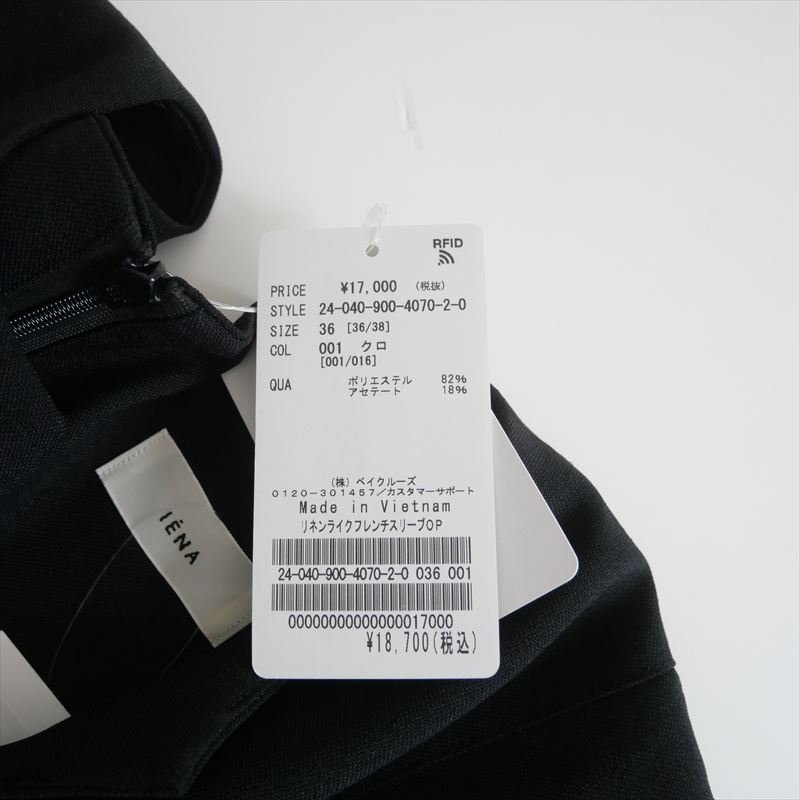 RFID
PRICE ¥17,000 (税抜)
STYLE 24-040-900-4070-2-0
SIZE 36 [36/38]
COL 001 クロ
[001/016]
QUA ポリエステル 82%
アセテート 18%
(株) ベイクルーズ
0120-301457/カスタマーサポート
Made in Vietnam
リネンライクフレンチスリーブOP
24-040-900-4070-2-0 036 001
00000000000000017000
¥18,700(税込)
IÉNA